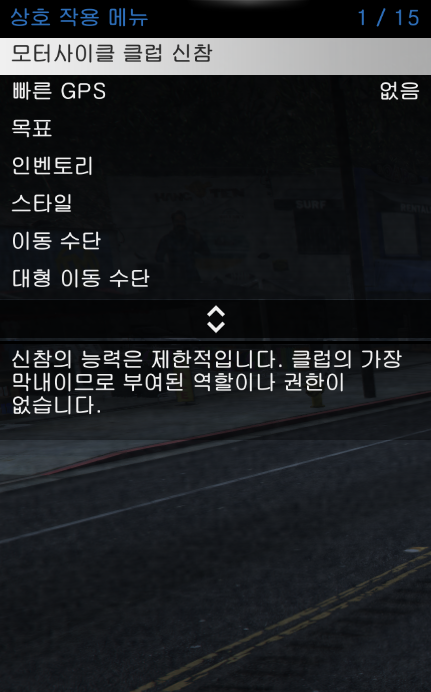 상호 작용 메뉴 1 / 15
모터사이클 클럽 신참
빠른 GPS 없음
목표
인벤토리
스타일
이동 수단
대형 이동 수단
신참의 능력은 제한적입니다. 클럽의 가장
막내이므로 부여된 역할이나 권한이
없습니다.
SURF